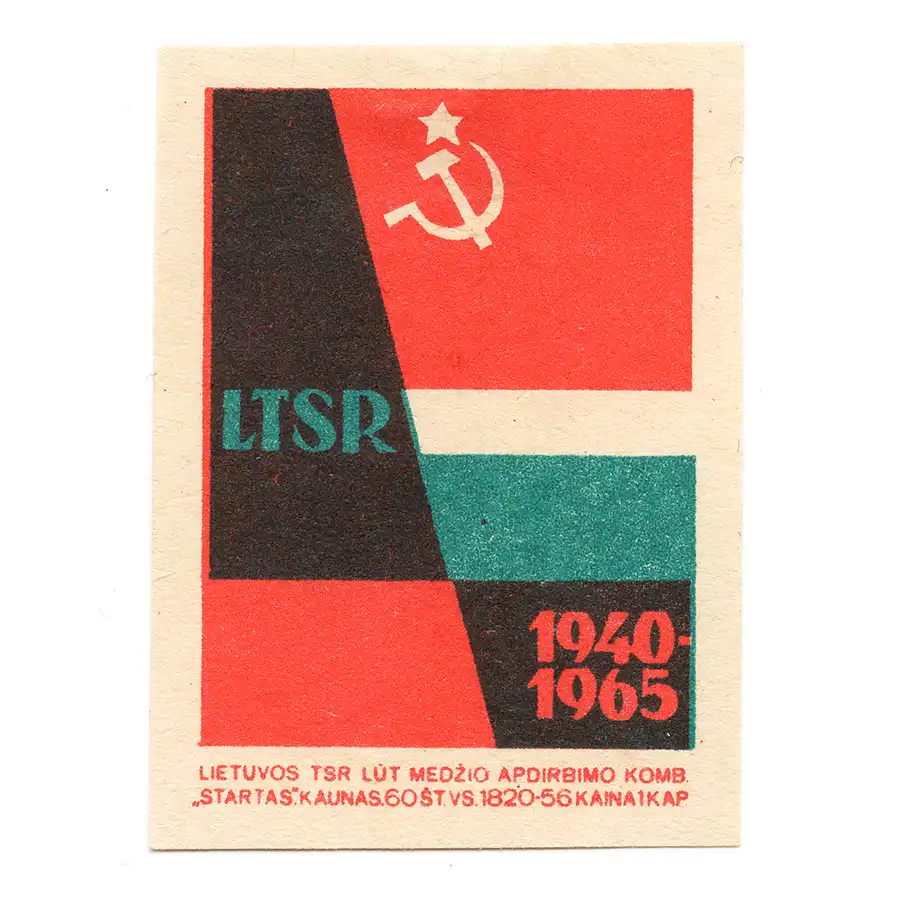 LTSR
1940-
1965
LIETUVOS TSR LŪT MEDŽIO APDIRBIMO KOMB.
„STARTAS". KAUNAS. 60 ŠT. VS. 1820-56 KAINA 1 KAP